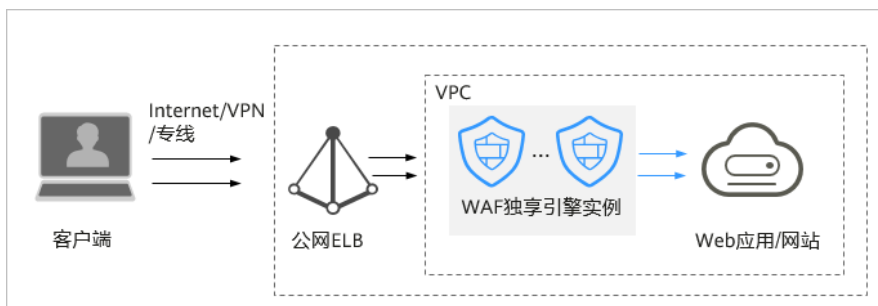 VPC
Internet/VPN
/专线
...
WAF独享引擎实例
客户端
公网ELB
Web应用/网站